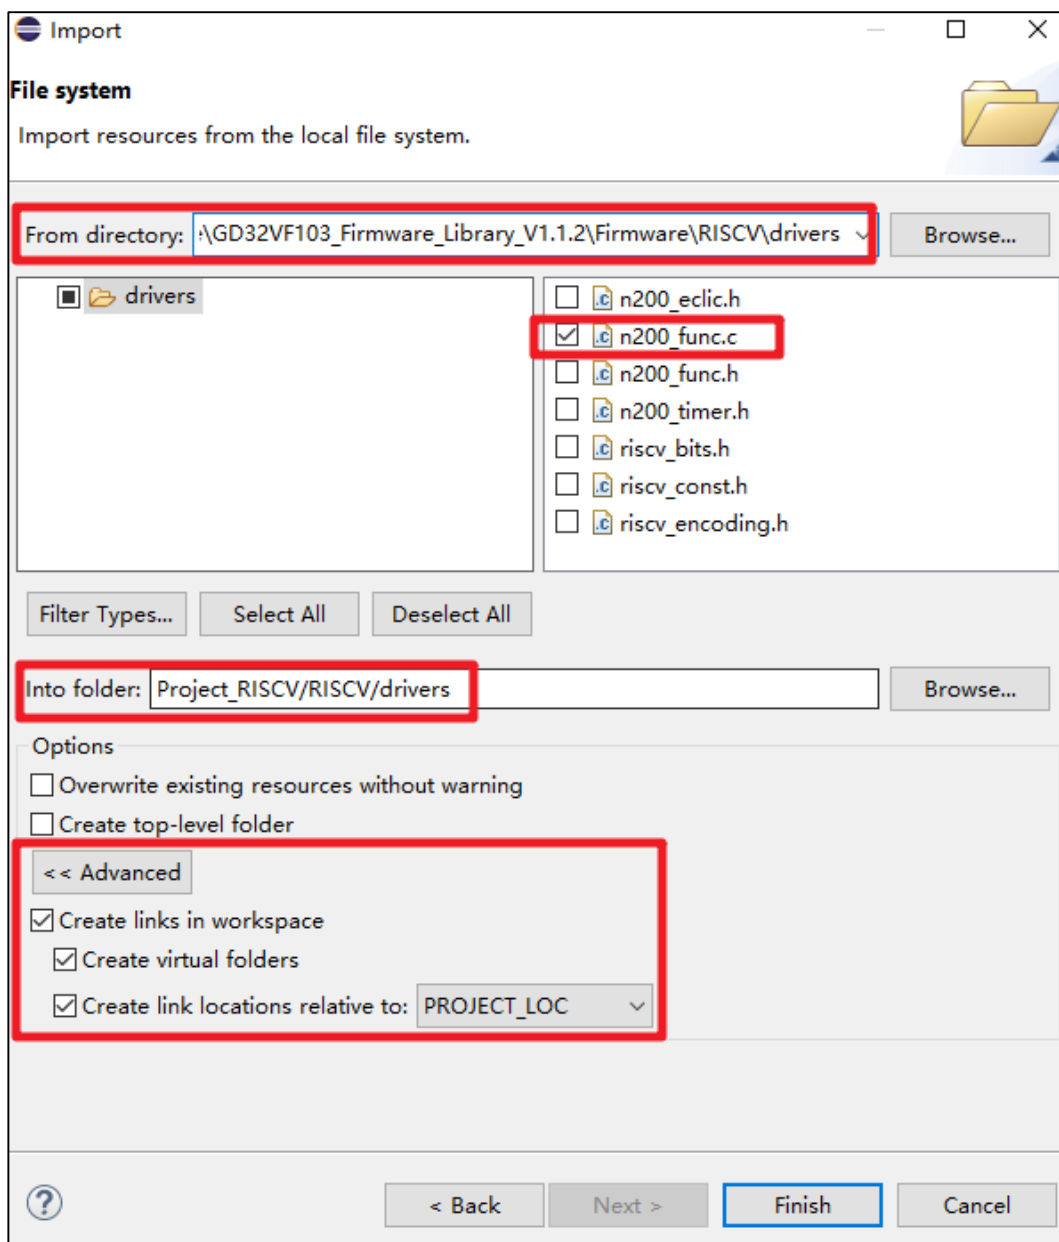 Import
File system
Import resources from the local file system.
From directory: :\GD32VF103_Firmware_Library_V1.1.2\Firmware\RISCV\drivers Browse...
drivers
n200_eclic.h
n200_func.c
n200_func.h
n200_timer.h
riscv_bits.h
riscv_const.h
riscv_encoding.h
Filter Types... Select All Deselect All
Into folder: Project_RISCV/RISCV/drivers Browse...
Options
Overwrite existing resources without warning
Create top-level folder
<< Advanced
Create links in workspace
Create virtual folders
Create link locations relative to: PROJECT_LOC
< Back Next > Finish Cancel